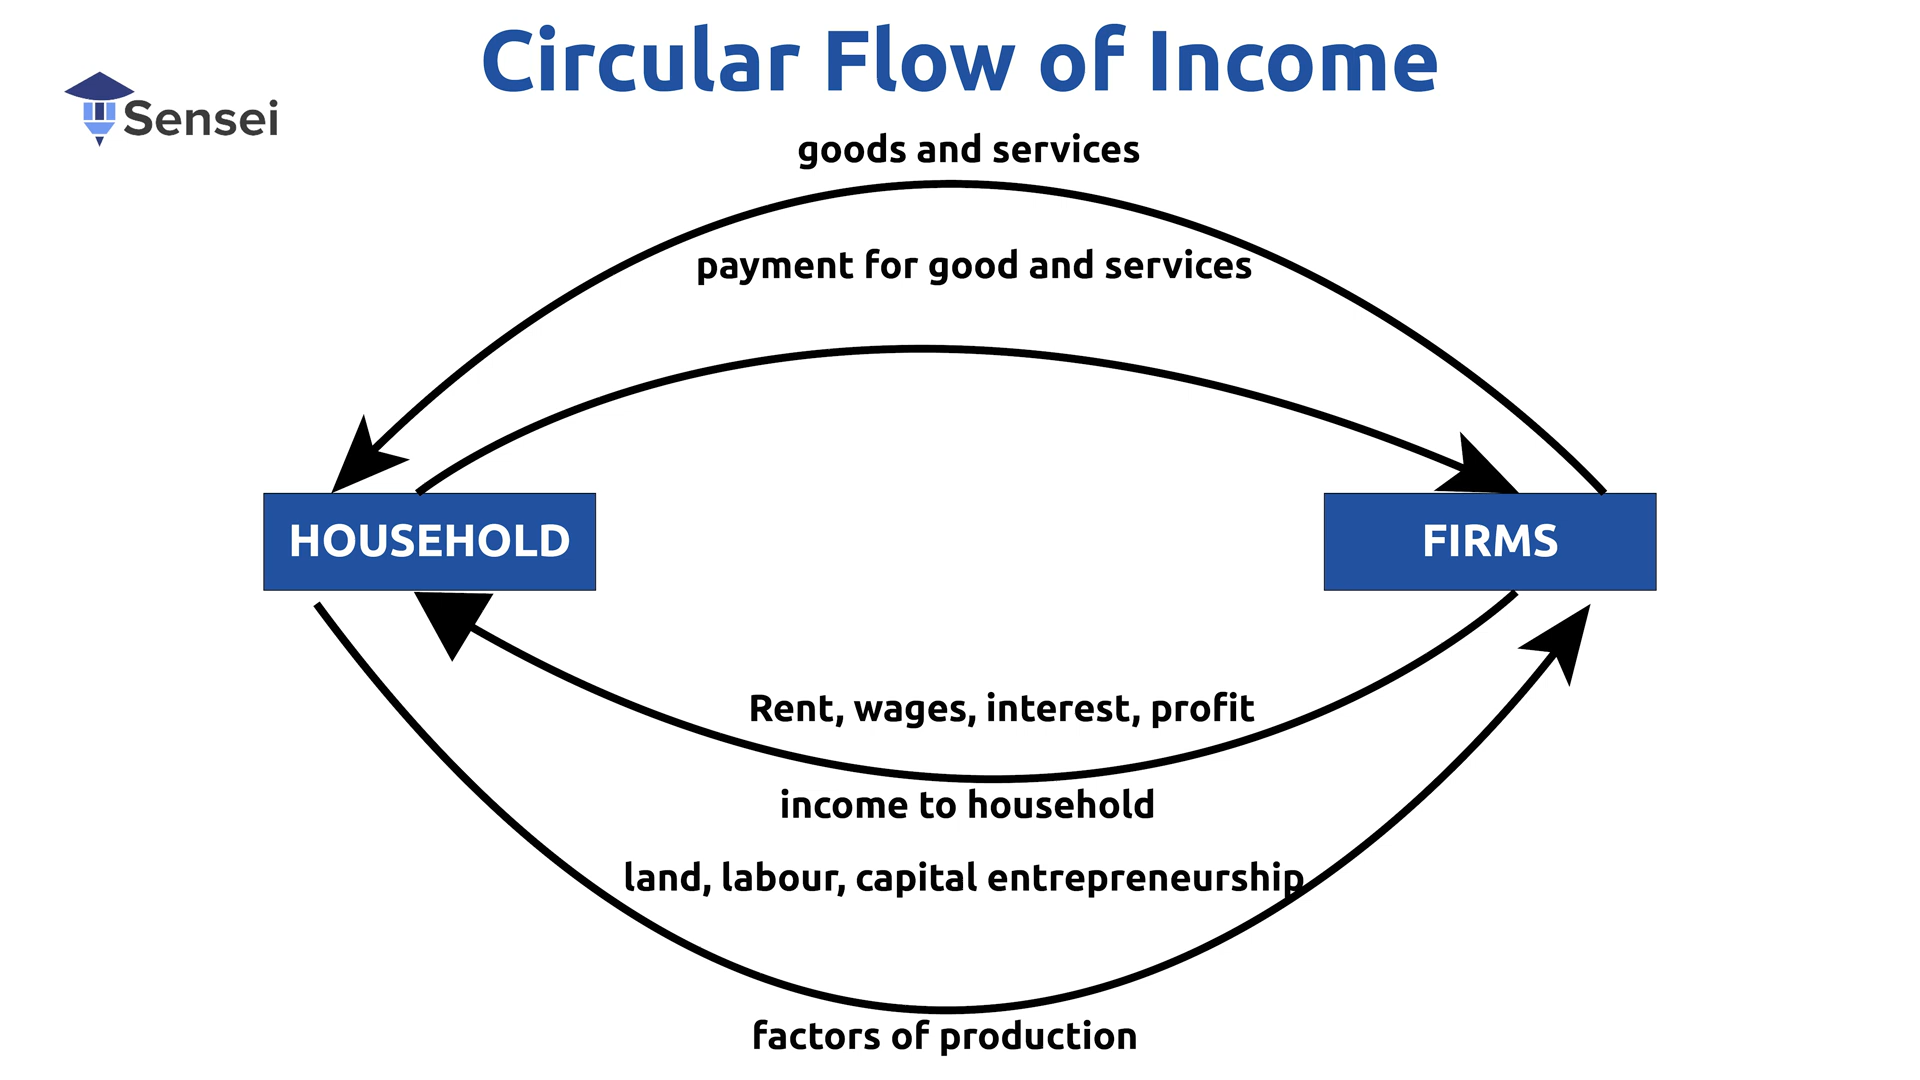 Circular Flow of Income
Sensei
goods and services
payment for good and services
HOUSEHOLD
FIRMS
Rent, wages, interest, profit
income to household
land, labour, capital entrepreneurship
factors of production